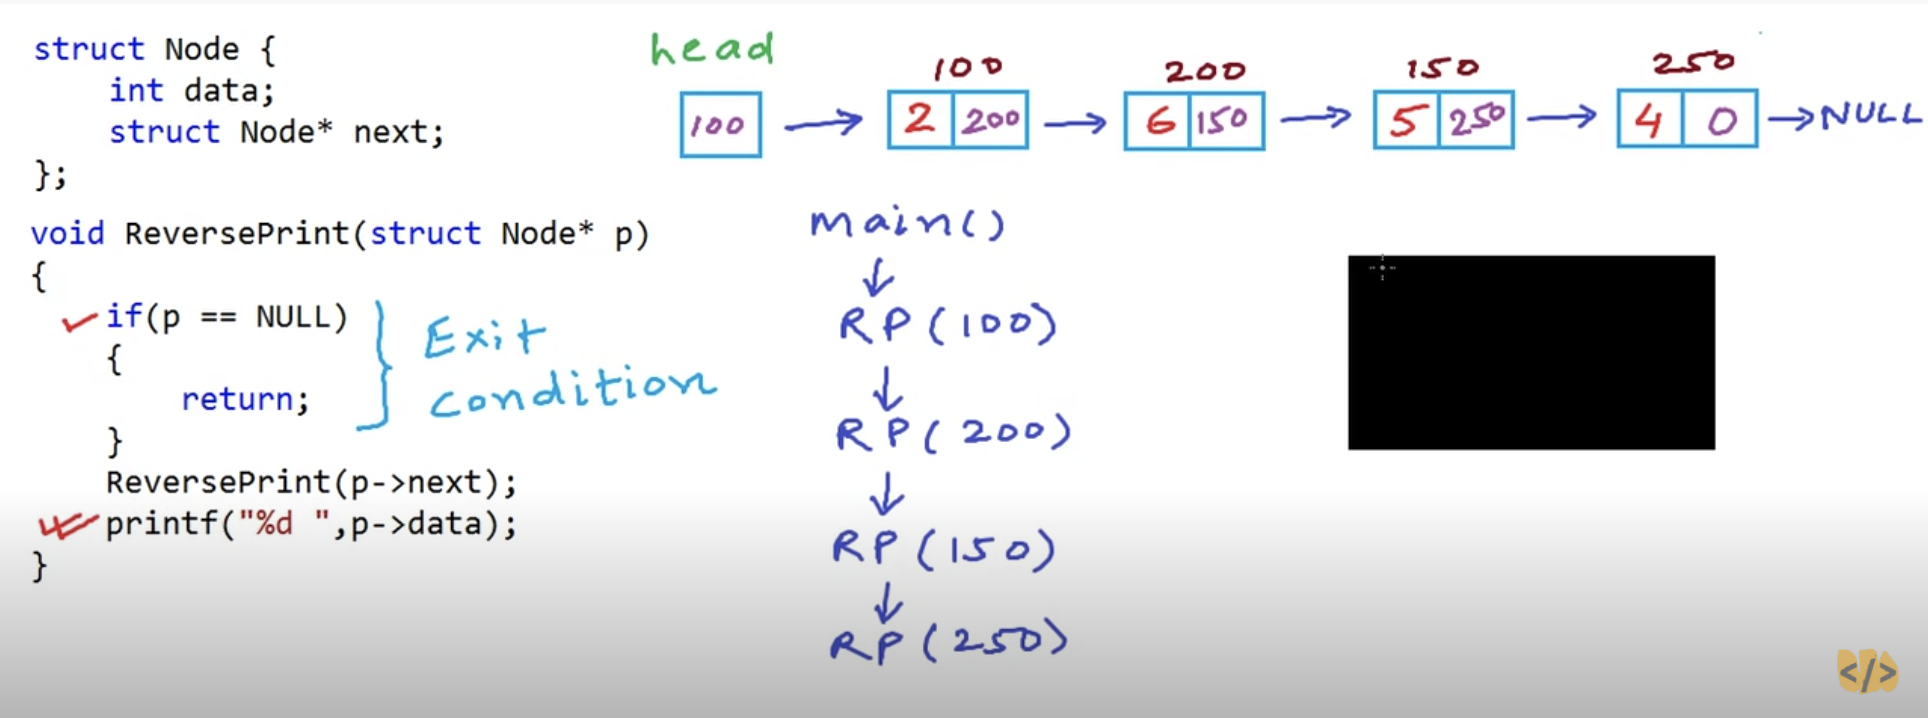 struct Node {
int data;
struct Node* next;
};
void ReversePrint(struct Node* p)
{
if(p == NULL)
{
return;
}
ReversePrint(p->next);
printf("%d ",p->data);
}
Exit
condition
head
100 200 150 250
100 2 200 6 150 5 250 4 0 NULL
main()
RP(100)
RP(200)
RP(150)
RP(250)
</>